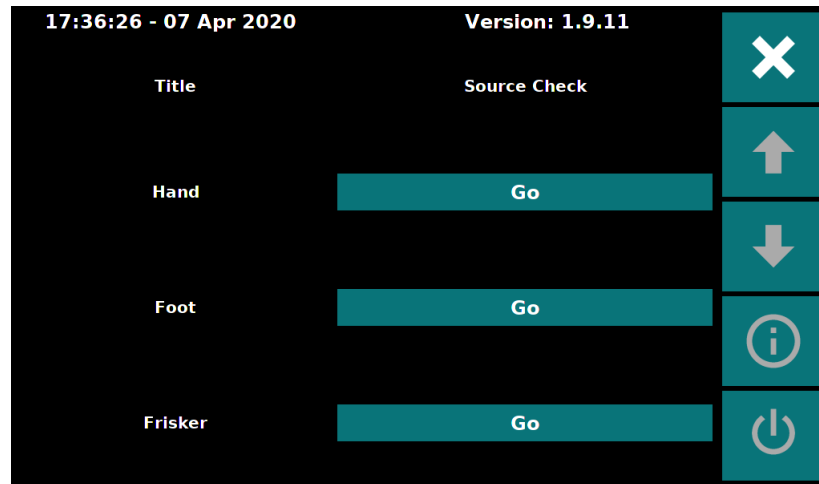 17:36:26 - 07 Apr 2020 Version: 1.9.11
Title Source Check
Hand Go
Foot Go
Frisker Go